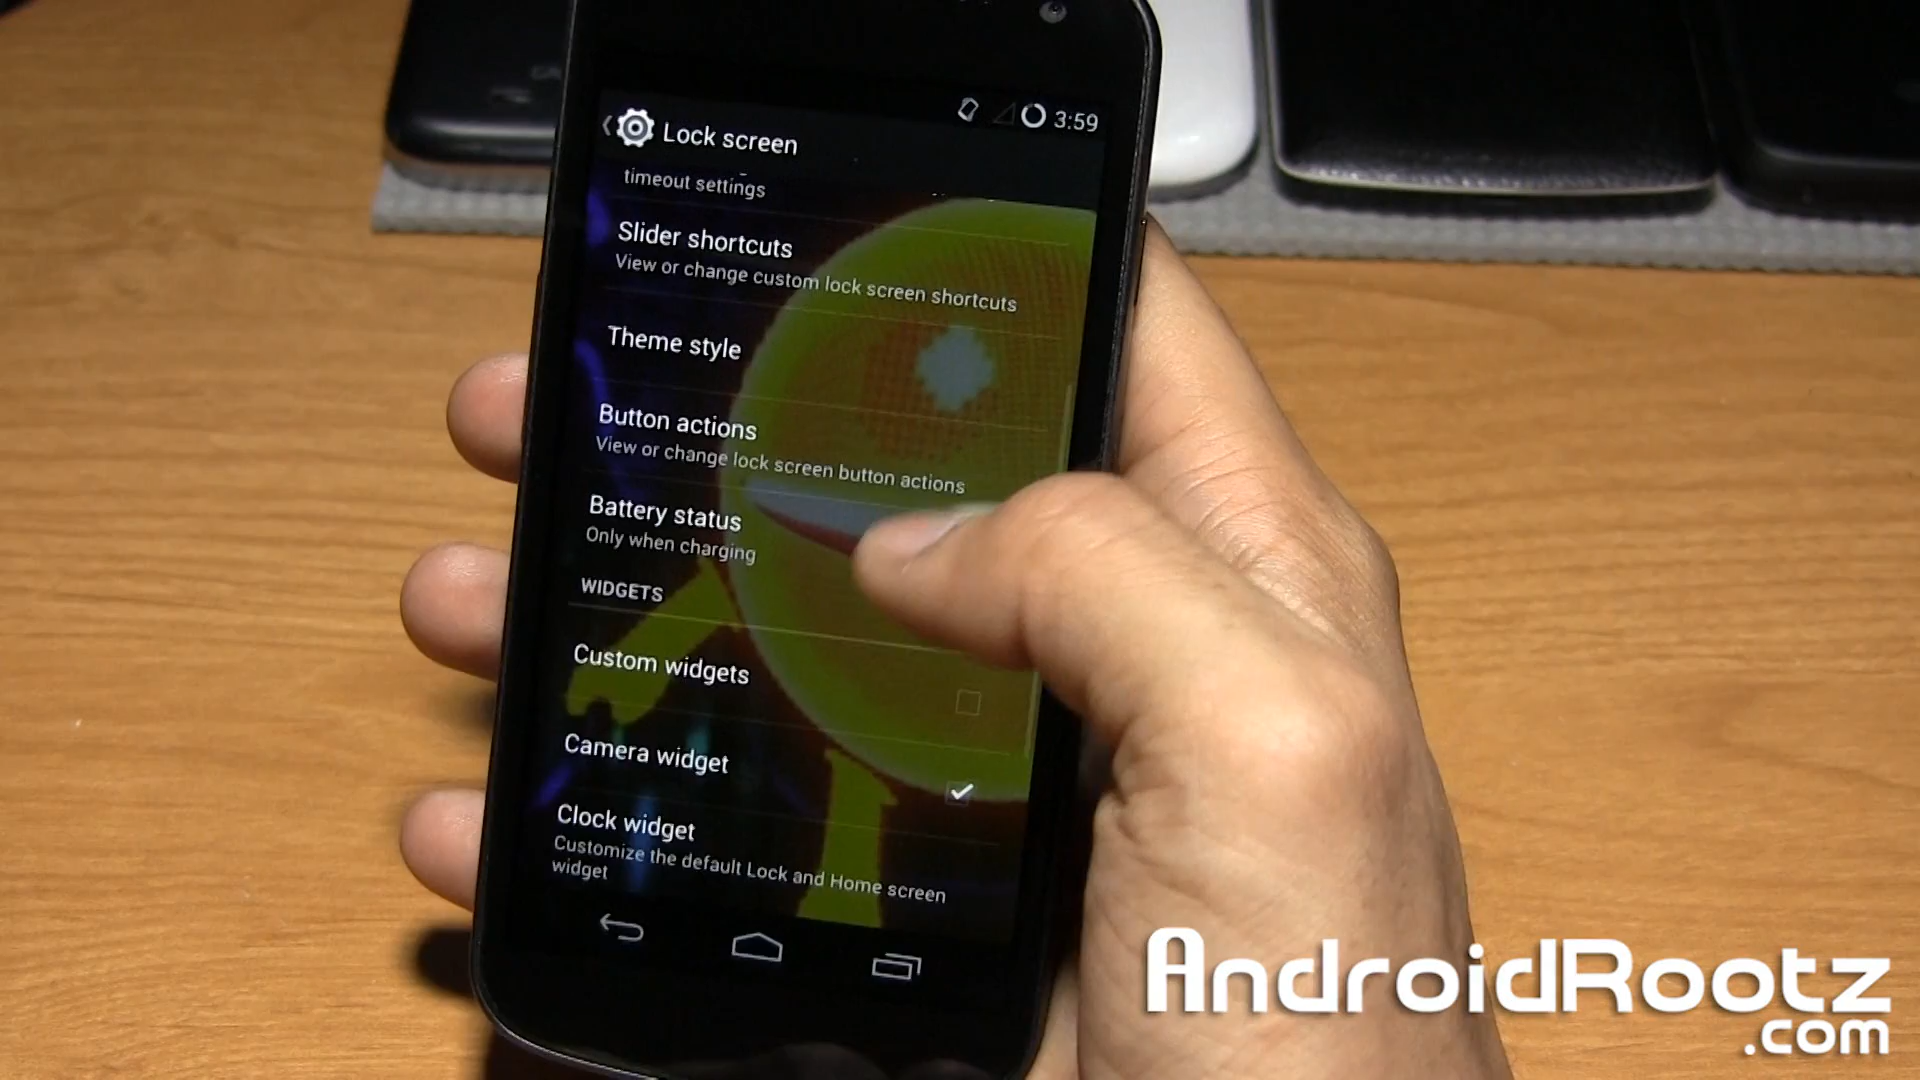 3:59
Lock screen
timeout settings
Slider shortcuts
View or change custom lock screen shortcuts
Theme style
Button actions
View or change lock screen button actions
Battery status
Only when charging
WIDGETS
Custom widgets
Camera widget
Clock widget
Customize the default Lock and Home screen
widget
AndroidRootz
.com